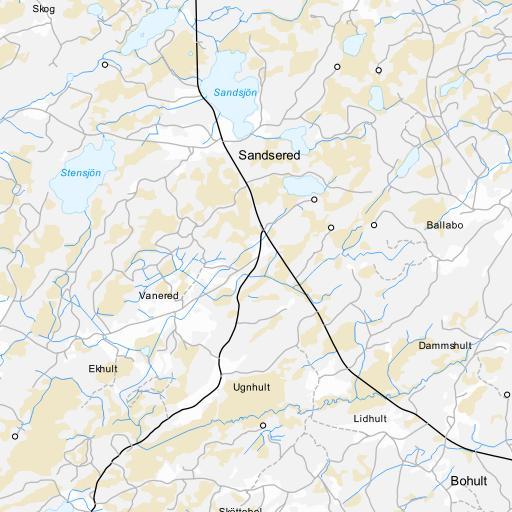 Skog
Sandsjön
Sandsered
Stensjön
Ballabo
Vanered
Dammshult
Ekhult
Ugnhult
Lidhult
Bohult